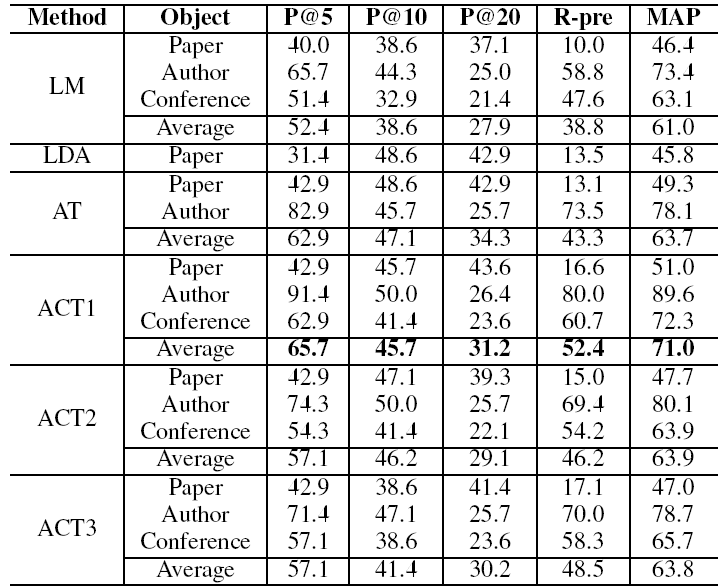 Method Object P@5 P@10 P@20 R-pre MAP
LM Paper 40.0 38.6 37.1 10.0 46.4
Author 65.7 44.3 25.0 58.8 73.4
Conference 51.4 32.9 21.4 47.6 63.1
Average 52.4 38.6 27.9 38.8 61.0
LDA Paper 31.4 48.6 42.9 13.5 45.8
AT Paper 42.9 48.6 42.9 13.1 49.3
Author 82.9 45.7 25.7 73.5 78.1
Average 62.9 47.1 34.3 43.3 63.7
ACT1 Paper 42.9 45.7 43.6 16.6 51.0
Author 91.4 50.0 26.4 80.0 89.6
Conference 62.9 41.4 23.6 60.7 72.3
Average 65.7 45.7 31.2 52.4 71.0
ACT2 Paper 42.9 47.1 39.3 15.0 47.7
Author 74.3 50.0 25.7 69.4 80.1
Conference 54.3 41.4 22.1 54.2 63.9
Average 57.1 46.2 29.1 46.2 63.9
ACT3 Paper 42.9 38.6 41.4 17.1 47.0
Author 71.4 47.1 25.7 70.0 78.7
Conference 57.1 38.6 23.6 58.3 65.7
Average 57.1 41.4 30.2 48.5 63.8